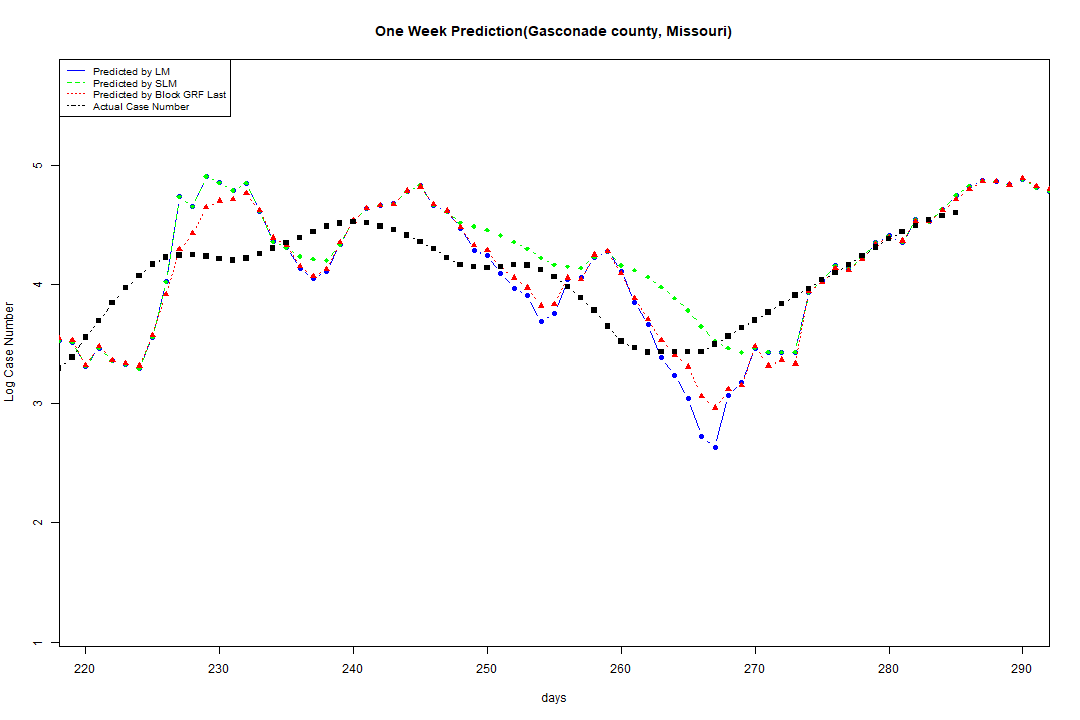 One Week Prediction(Gasconade county, Missouri)
Predicted by LM
Predicted by SLM
Predicted by Block GRF Last
Actual Case Number
5
4
3
2
1
Log Case Number
220 230 240 250 260 270 280 290
days